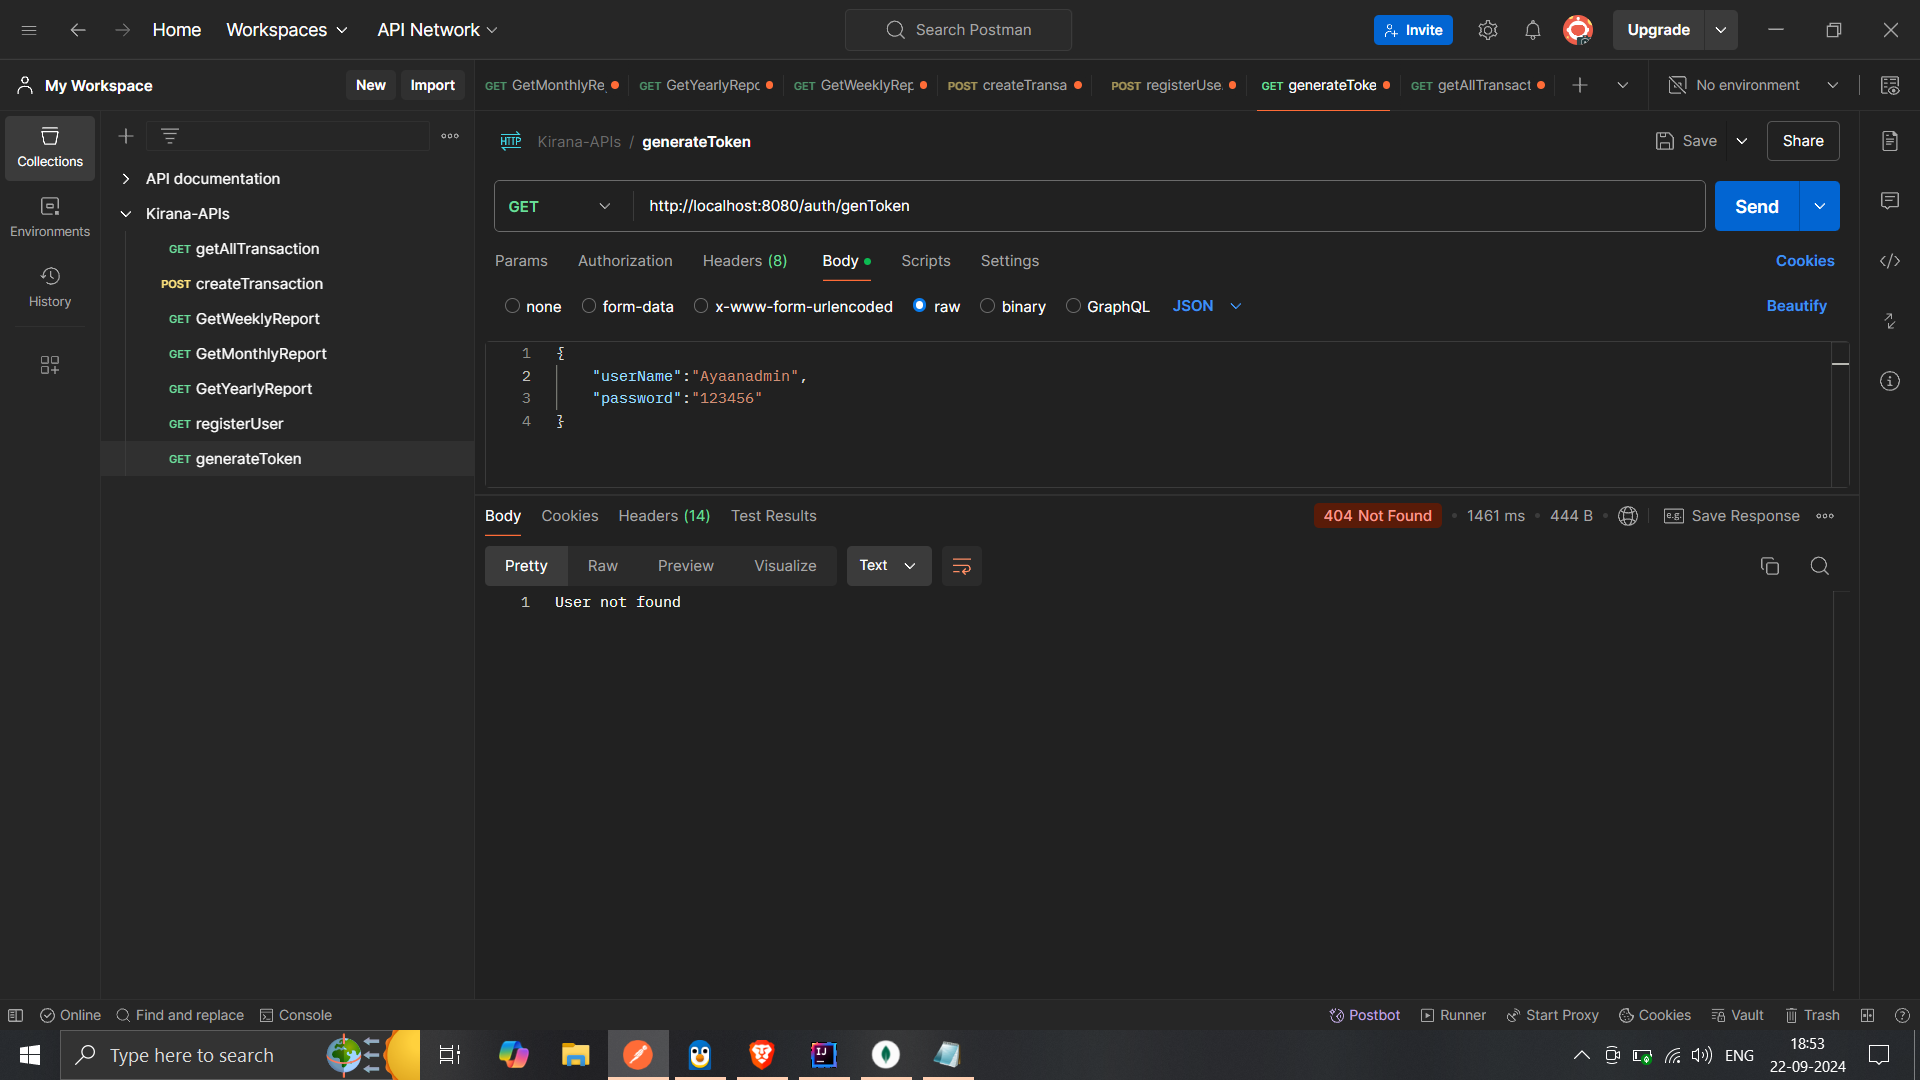 Home Workspaces API Network Search Postman Invite Upgrade
My Workspace New Import GET GetMonthlyRe GET GetYearlyRepo GET GetWeeklyRep POST createTransa POST registerUse GET generateToke GET getAllTransact No environment
Collections
Environments
History
API documentation
Kirana-APIs
GET getAllTransaction
POST createTransaction
GET GetWeeklyReport
GET GetMonthlyReport
GET GetYearlyReport
GET registerUser
GET generateToken
HTTP Kirana-APIs / generateToken Save Share
GET http://localhost:8080/auth/genToken Send
Params Authorization Headers (8) Body Scripts Settings Cookies
none form-data x-www-form-urlencoded raw binary GraphQL JSON Beautify
1 {
2 "userName":"Ayaanadmin",
3 "password":"123456"
4 }
Body Cookies Headers (14) Test Results 404 Not Found 1461 ms 444 B e.g. Save Response
Pretty Raw Preview Visualize Text
1 User not found
Online Find and replace Console Postbot Runner Start Proxy Cookies Vault Trash
Type here to search IJ ENG 18:53
22-09-2024